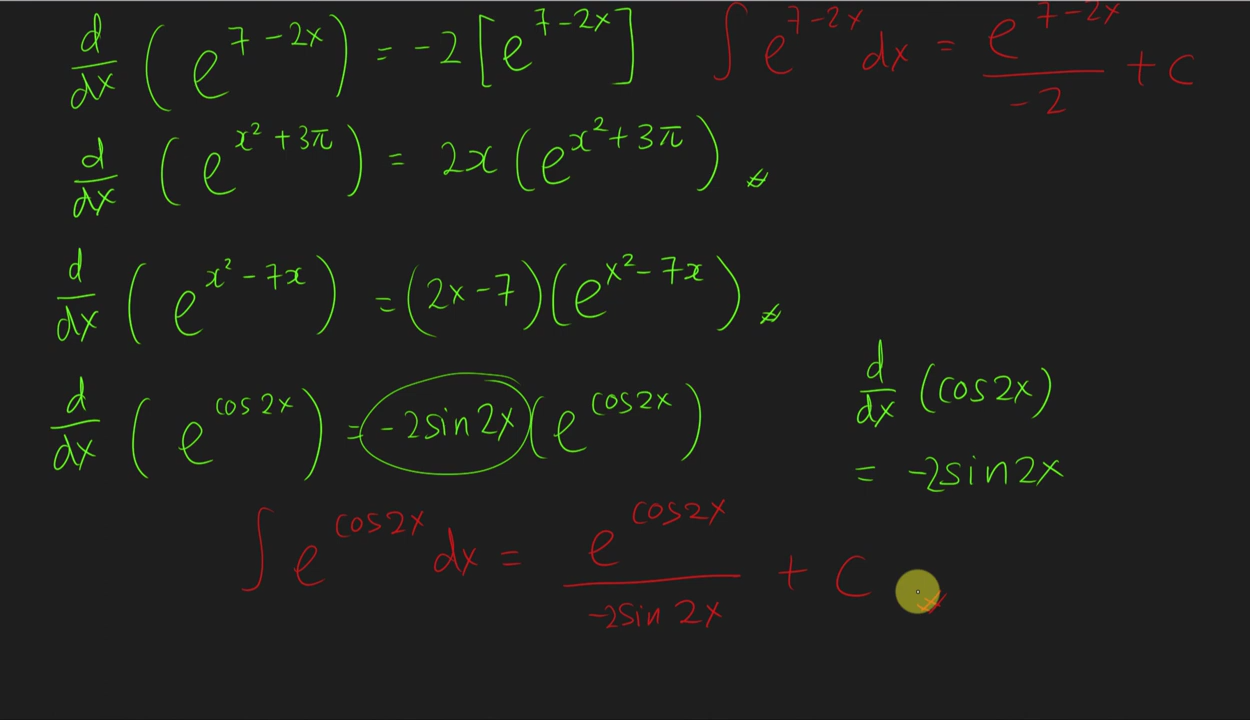 d/dx (e^(7-2x)) = -2 [e^(7-2x)] ∫ e^(7-2x) dx = e^(7-2x)/-2 + c
d/dx (e^(x²+3π)) = 2x (e^(x²+3π))
d/dx (e^(x²-7x)) = (2x-7)(e^(x²-7x))
d/dx (e^(cos2x)) = -2sin2x (e^(cos2x))
d/dx (cos2x)
= -2sin2x
∫ e^(cos2x) dx = e^(cos2x)/-2sin2x + c